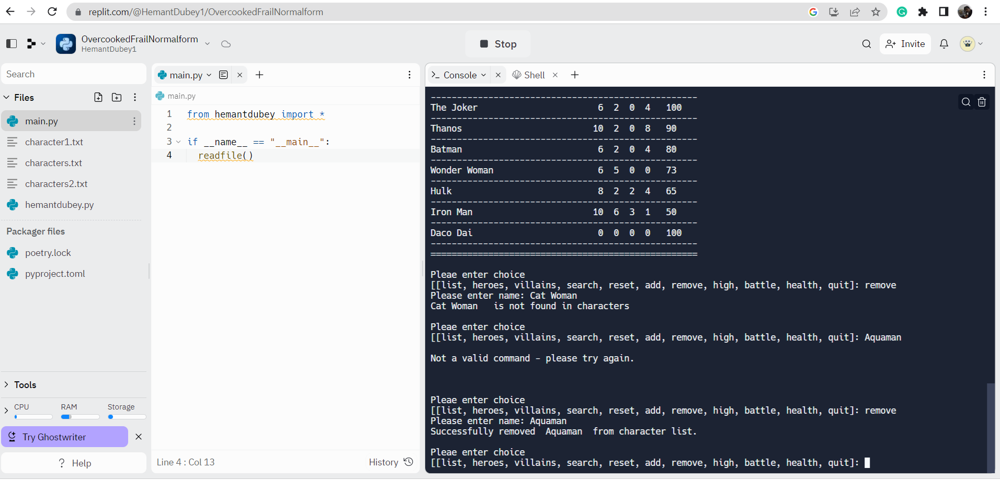 replit.com/@HemantDubey1/OvercookedFrailNormalform
OvercookedFrailNormalform
HemantDubey1
Stop
Invite
Search
Files
main.py
character1.txt
characters.txt
characters2.txt
hemantdubey.py
Packager files
poetry.lock
pyproject.toml
Tools
CPU RAM Storage
Try Ghostwriter
? Help
main.py
main.py
1 from hemantdubey import *
2
3 if __name__ == "__main__":
4 readfile()
Line 4 : Col 13
History
Console
Shell
---------------------------------------------------
The Joker 6 2 0 4 100
---------------------------------------------------
Thanos 10 2 0 8 90
---------------------------------------------------
Batman 6 2 0 4 80
---------------------------------------------------
Wonder Woman 6 5 0 0 73
---------------------------------------------------
Hulk 8 2 2 4 65
---------------------------------------------------
Iron Man 10 6 3 1 50
---------------------------------------------------
Daco Dai 0 0 0 0 100
---------------------------------------------------
===================================================
Pleae enter choice
[[list, heroes, villains, search, reset, add, remove, high, battle, health, quit]: remove
Please enter name: Cat Woman
Cat Woman   is not found in characters
Pleae enter choice
[[list, heroes, villains, search, reset, add, remove, high, battle, health, quit]: Aquaman
Not a valid command - please try again.
Pleae enter choice
[[list, heroes, villains, search, reset, add, remove, high, battle, health, quit]: remove
Please enter name: Aquaman
Successfully removed  Aquaman  from character list.
Pleae enter choice
[[list, heroes, villains, search, reset, add, remove, high, battle, health, quit]: